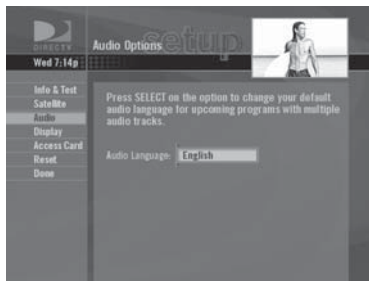 DIRECTV
Wed 7:14p
Audio Options
setup
Info & Test
Satellite
Audio
Display
Access Card
Reset
Done
Press SELECT on the option to change your default
audio language for upcoming programs with multiple
audio tracks.
Audio Language: English